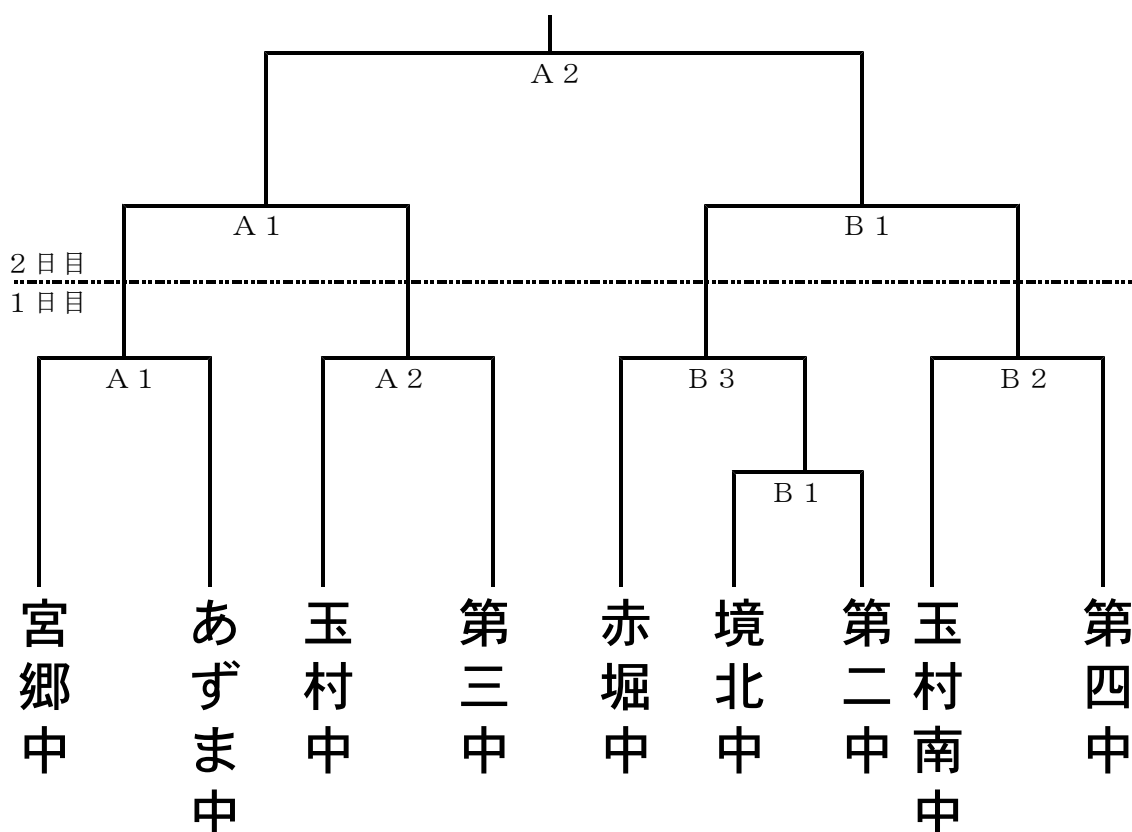 Ａ２
Ａ１
Ｂ１
２日目
１日目
Ａ１
Ａ２
Ｂ３
Ｂ２
Ｂ１
宮郷中
あずま中
玉村中
第三中
赤堀中
境北中
第二中
玉村南中
第四中